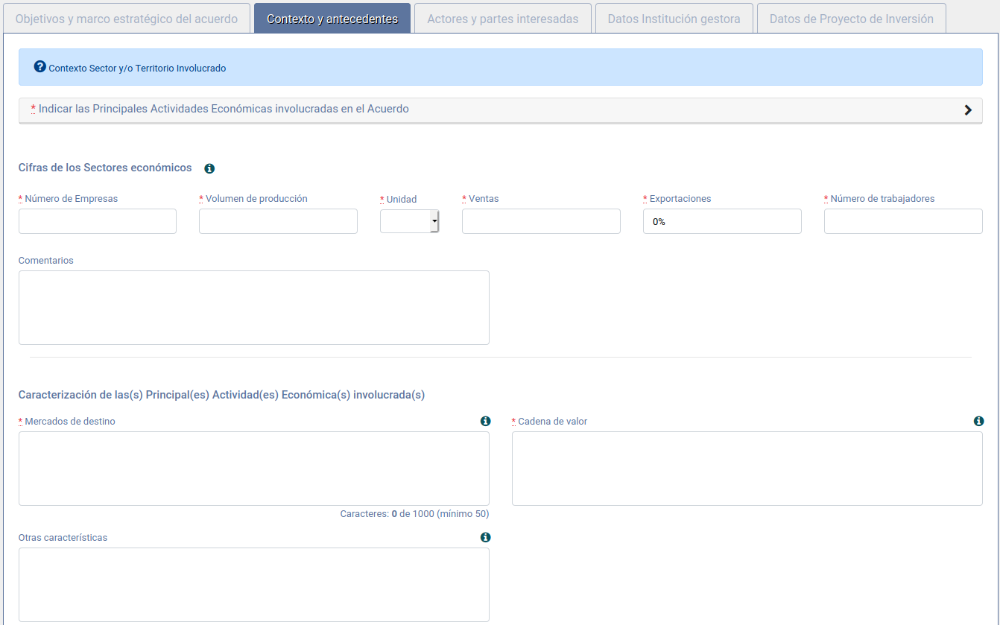 Objetivos y marco estratégico del acuerdo
Contexto y antecedentes
Actores y partes interesadas
Datos Institución gestora
Datos de Proyecto de Inversión
Contexto Sector y/o Territorio Involucrado
* Indicar las Principales Actividades Económicas involucradas en el Acuerdo
Cifras de los Sectores económicos
* Número de Empresas
* Volumen de producción
* Unidad
* Ventas
* Exportaciones
0%
* Número de trabajadores
Comentarios
Caracterización de las(s) Principal(es) Actividad(es) Económica(s) involucrada(s)
* Mercados de destino
* Cadena de valor
Caracteres: 0 de 1000 (mínimo 50)
Otras características